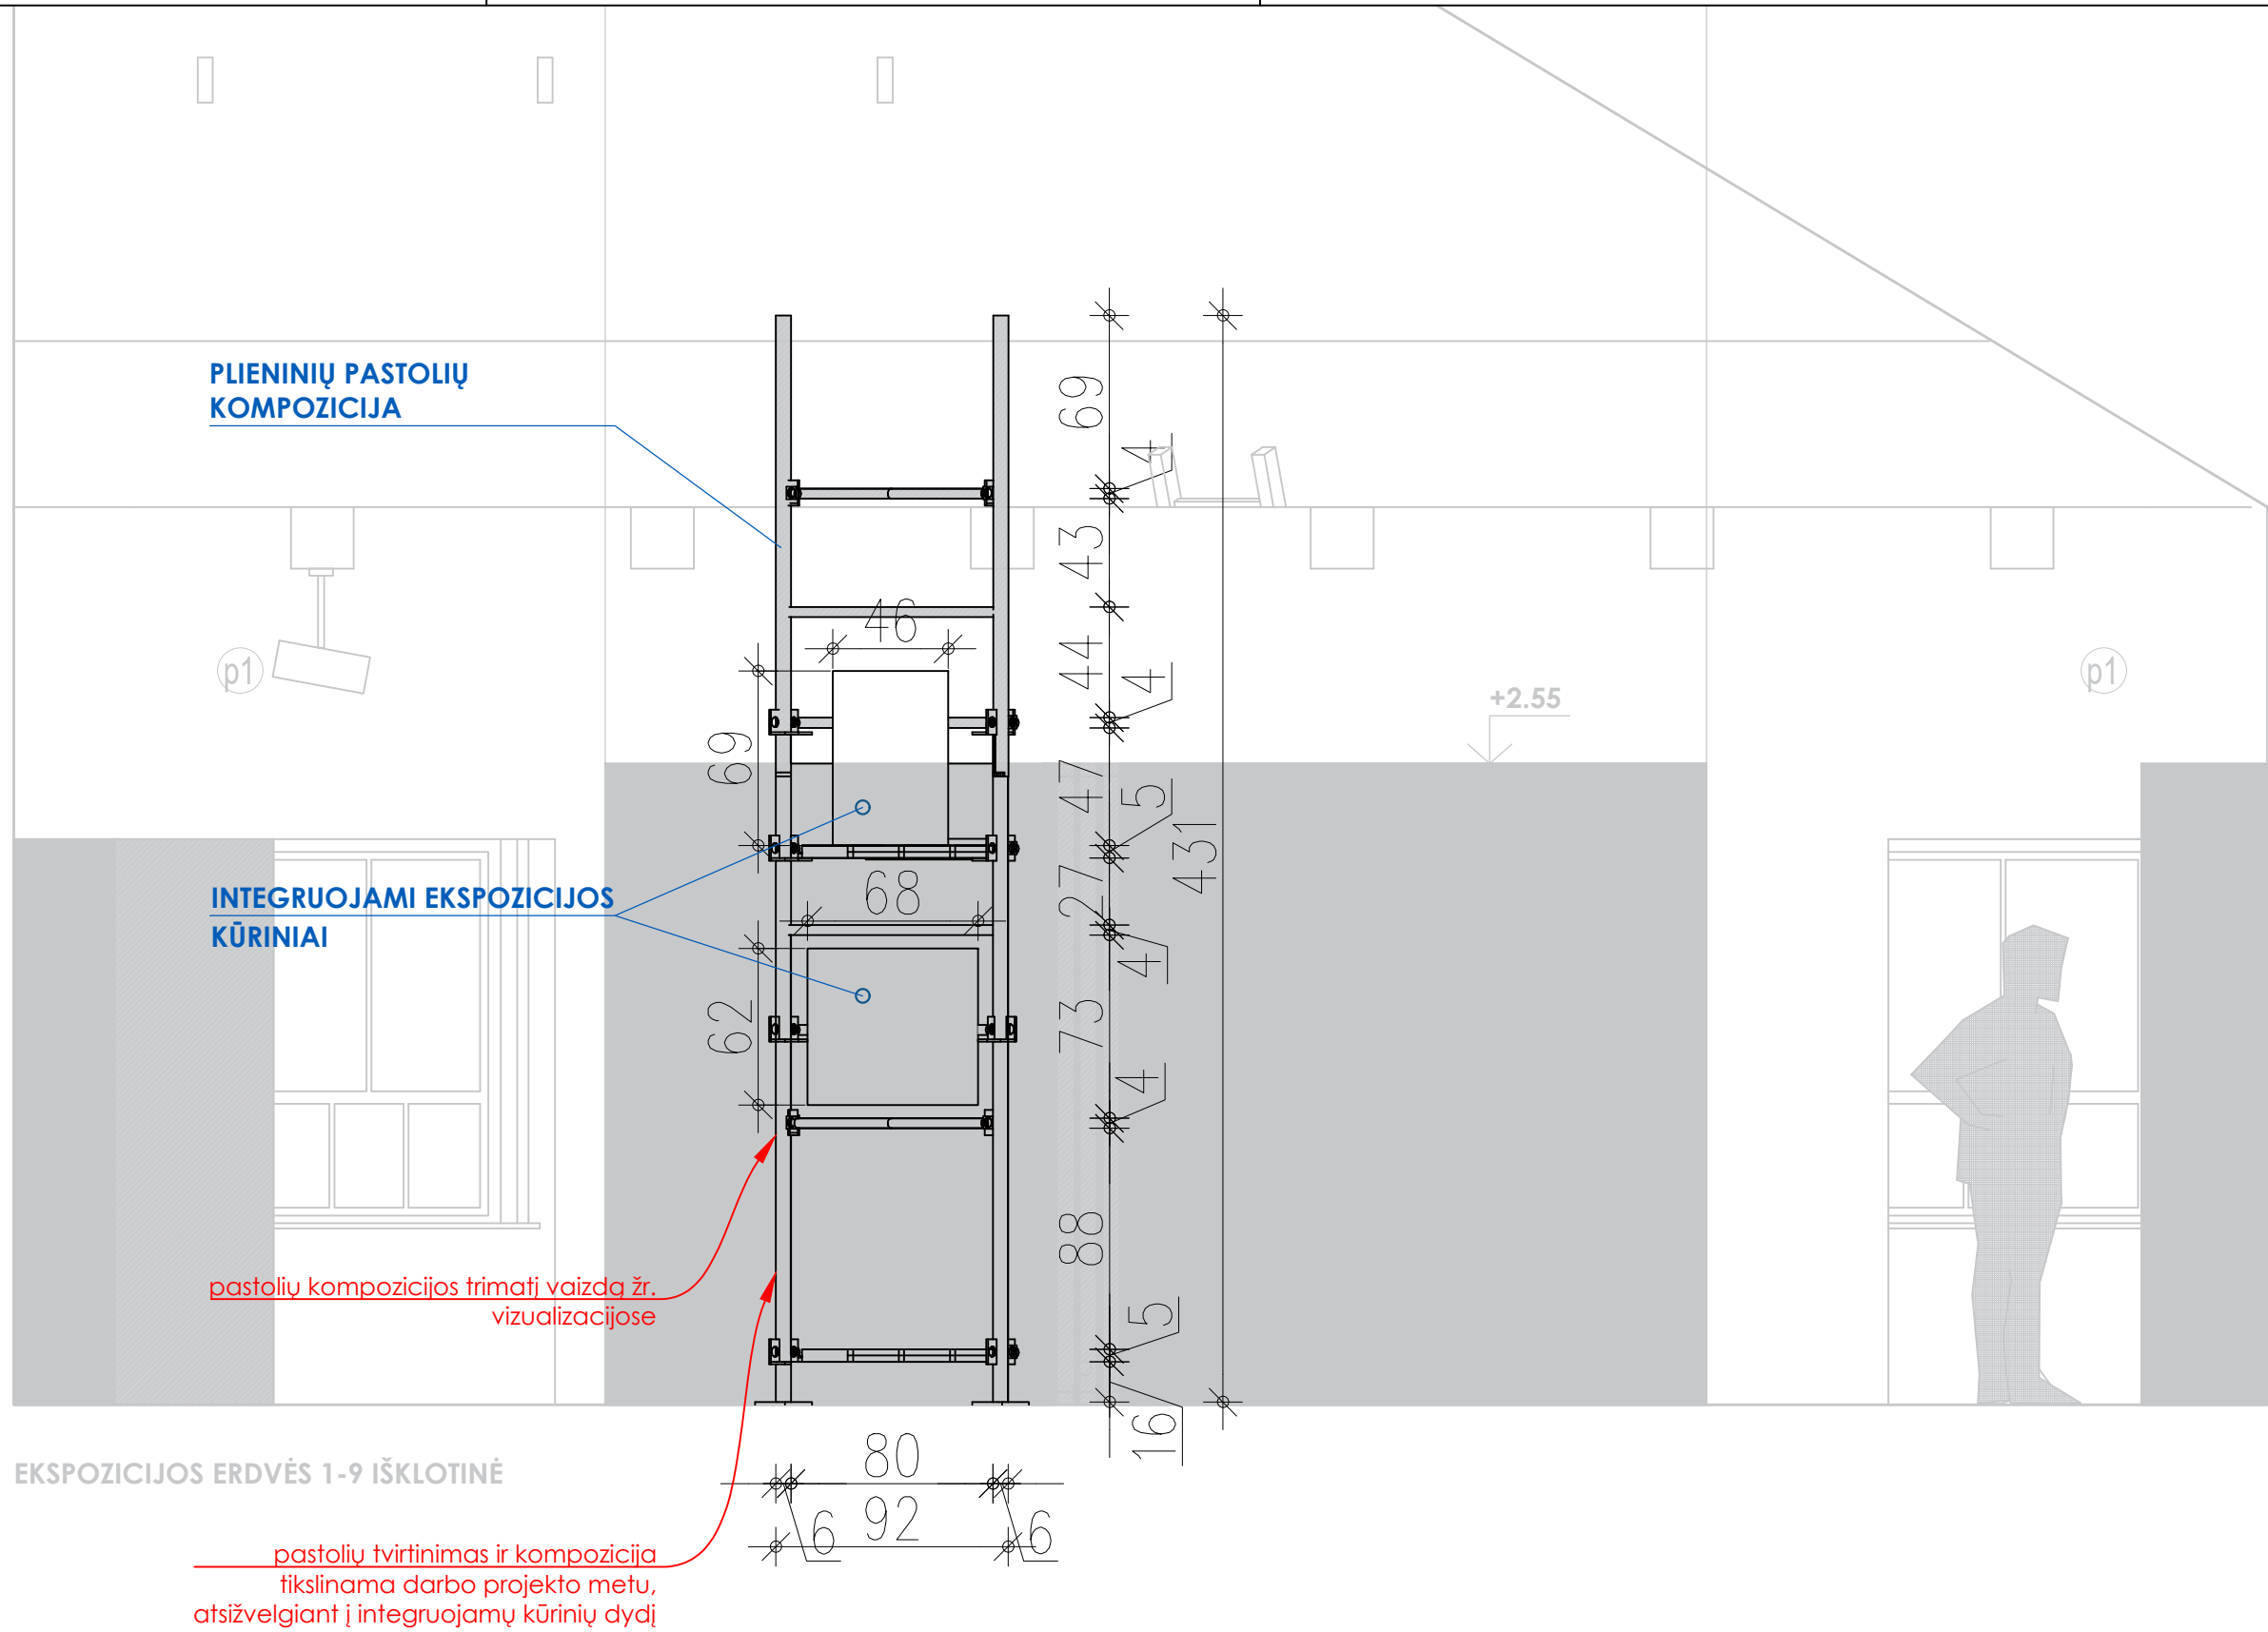 PLIENINIŲ PASTOLIŲ
KOMPOZICIJA
69
4
43
46
44
4
p1
+2.55
p1
69
47
5
431
INTEGRUOJAMI EKSPOZICIJOS
KŪRINIAI
68
27
4
62
73
4
88
pastolių kompozicijos trimatį vaizdą žr.
vizualizacijose
5
16
EKSPOZICIJOS ERDVĖS 1-9 IŠKLOTINĖ
80
6
92
6
pastolių tvirtinimas ir kompozicija
tikslinama darbo projekto metu,
atsižvelgiant į integruojamų kūrinių dydį